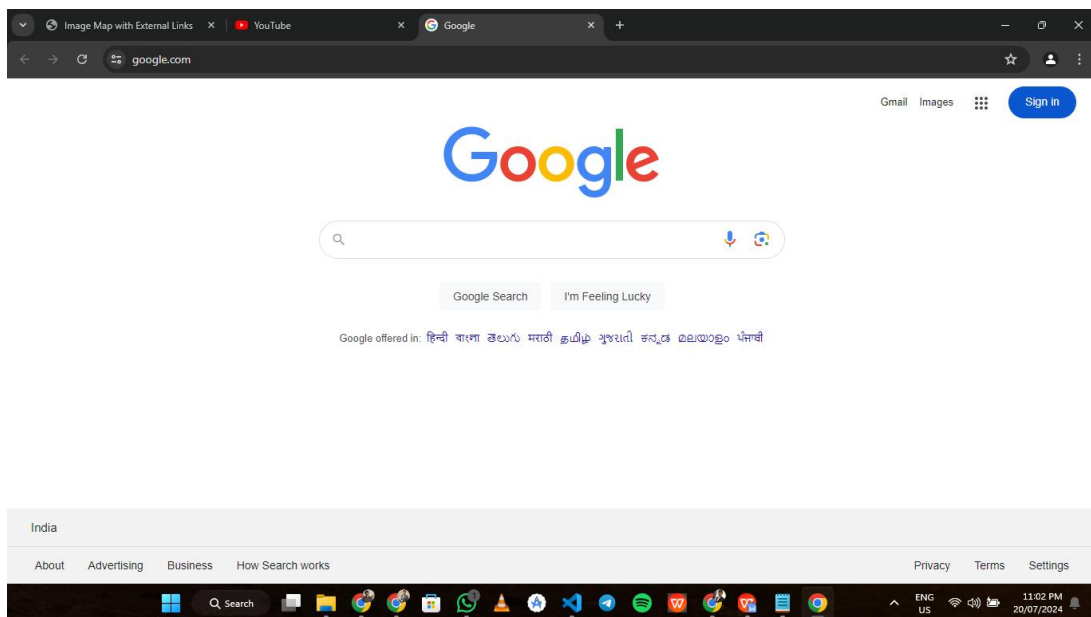 Image Map with External Links YouTube Google
google.com
Gmail Images Sign in
Google
Google Search I'm Feeling Lucky
Google offered in: हिन्दी বাংলা తెలుగు मराठी தமிழ் ગુજરાતી ಕನ್ನಡ മലയാളം ਪੰਜਾਬੀ
India
About Advertising Business How Search works Privacy Terms Settings
Search ENG 11:02 PM
US 20/07/2024